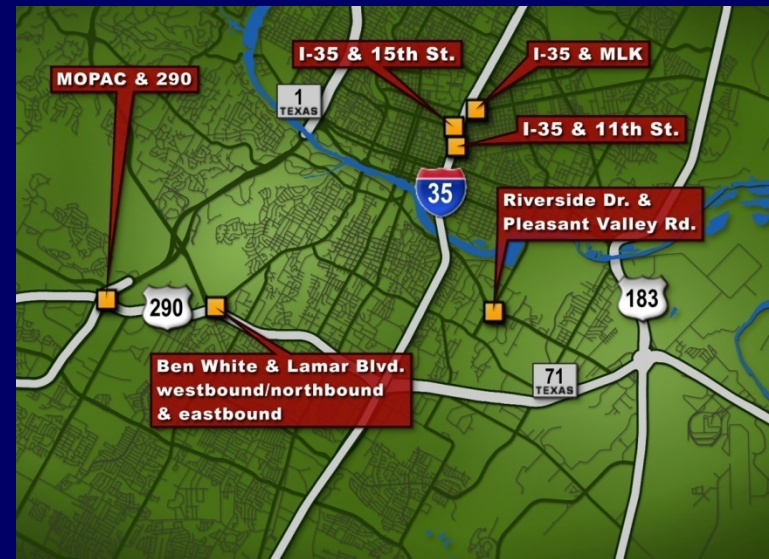 I-35 & 15th St.
I-35 & MLK
MOPAC & 290
1
TEXAS
I-35 & 11th St.
35
Riverside Dr. &
Pleasant Valley Rd.
290
183
Ben White & Lamar Blvd.
westbound/northbound
& eastbound
71
TEXAS